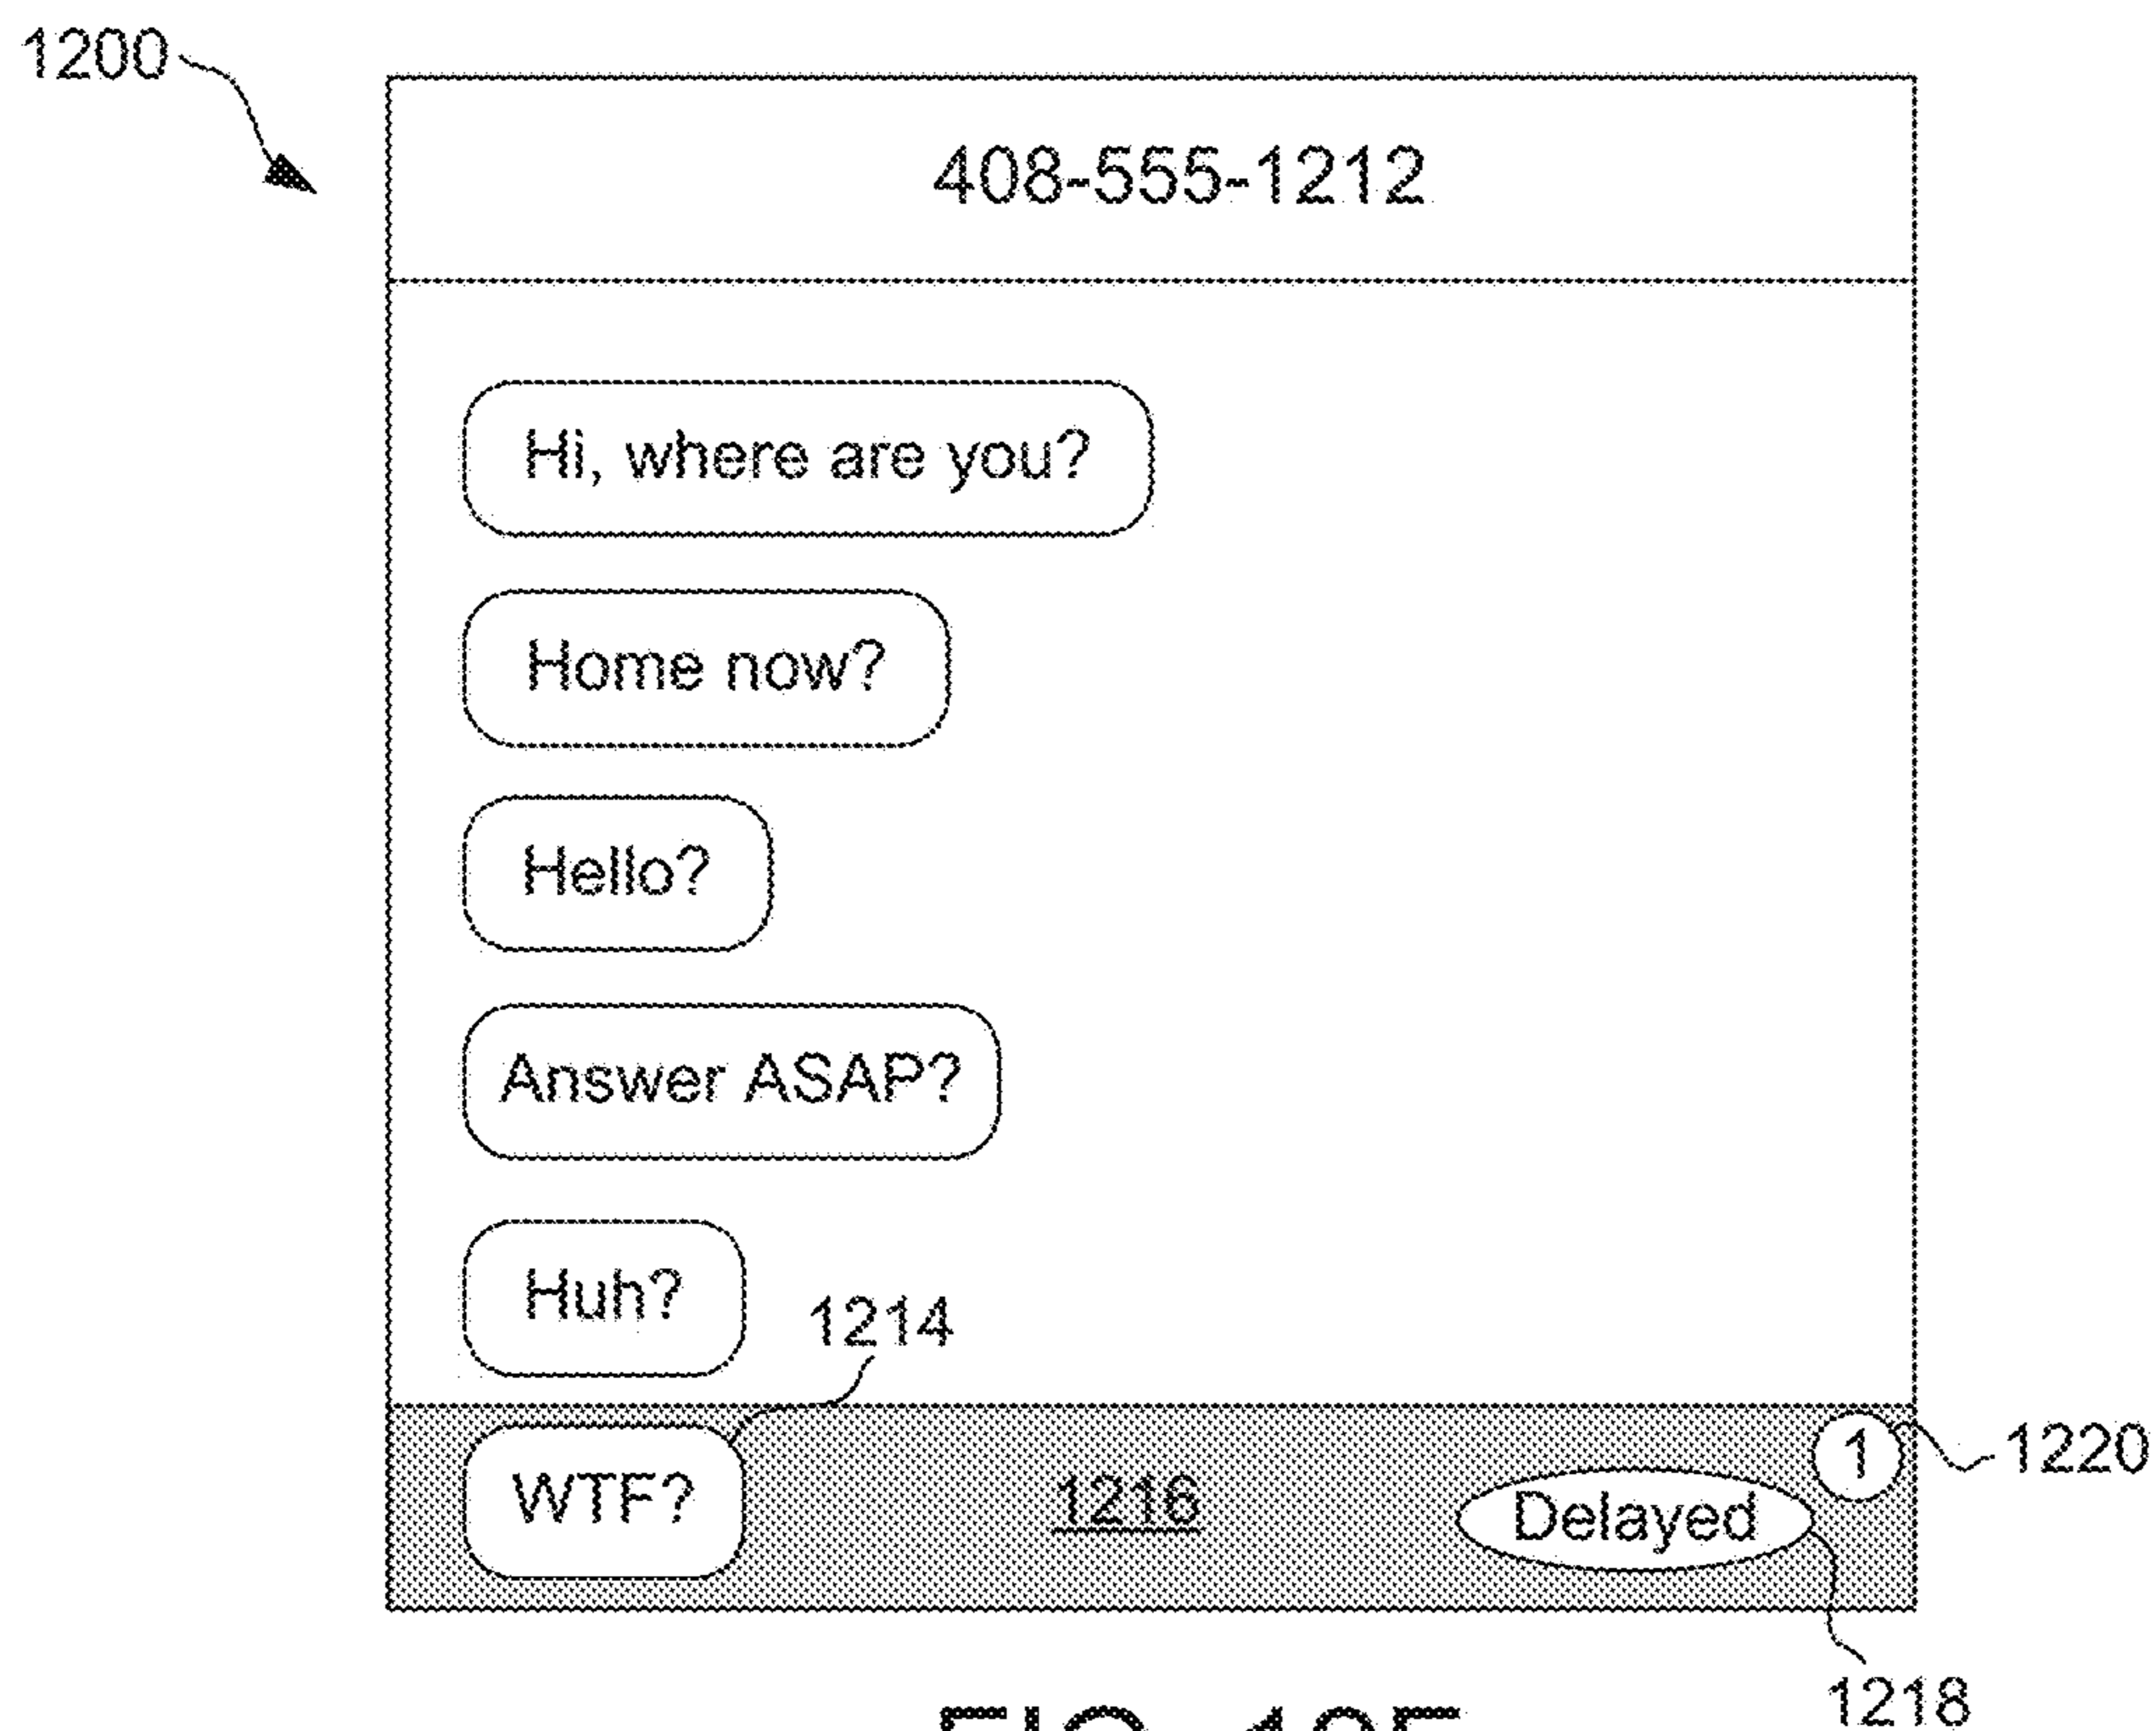 1200
408-555-1212
Hi, where are you?
Home now?
Hello?
Answer ASAP?
Huh?
1214
WTF?
1216
Delayed
1
1220
1218